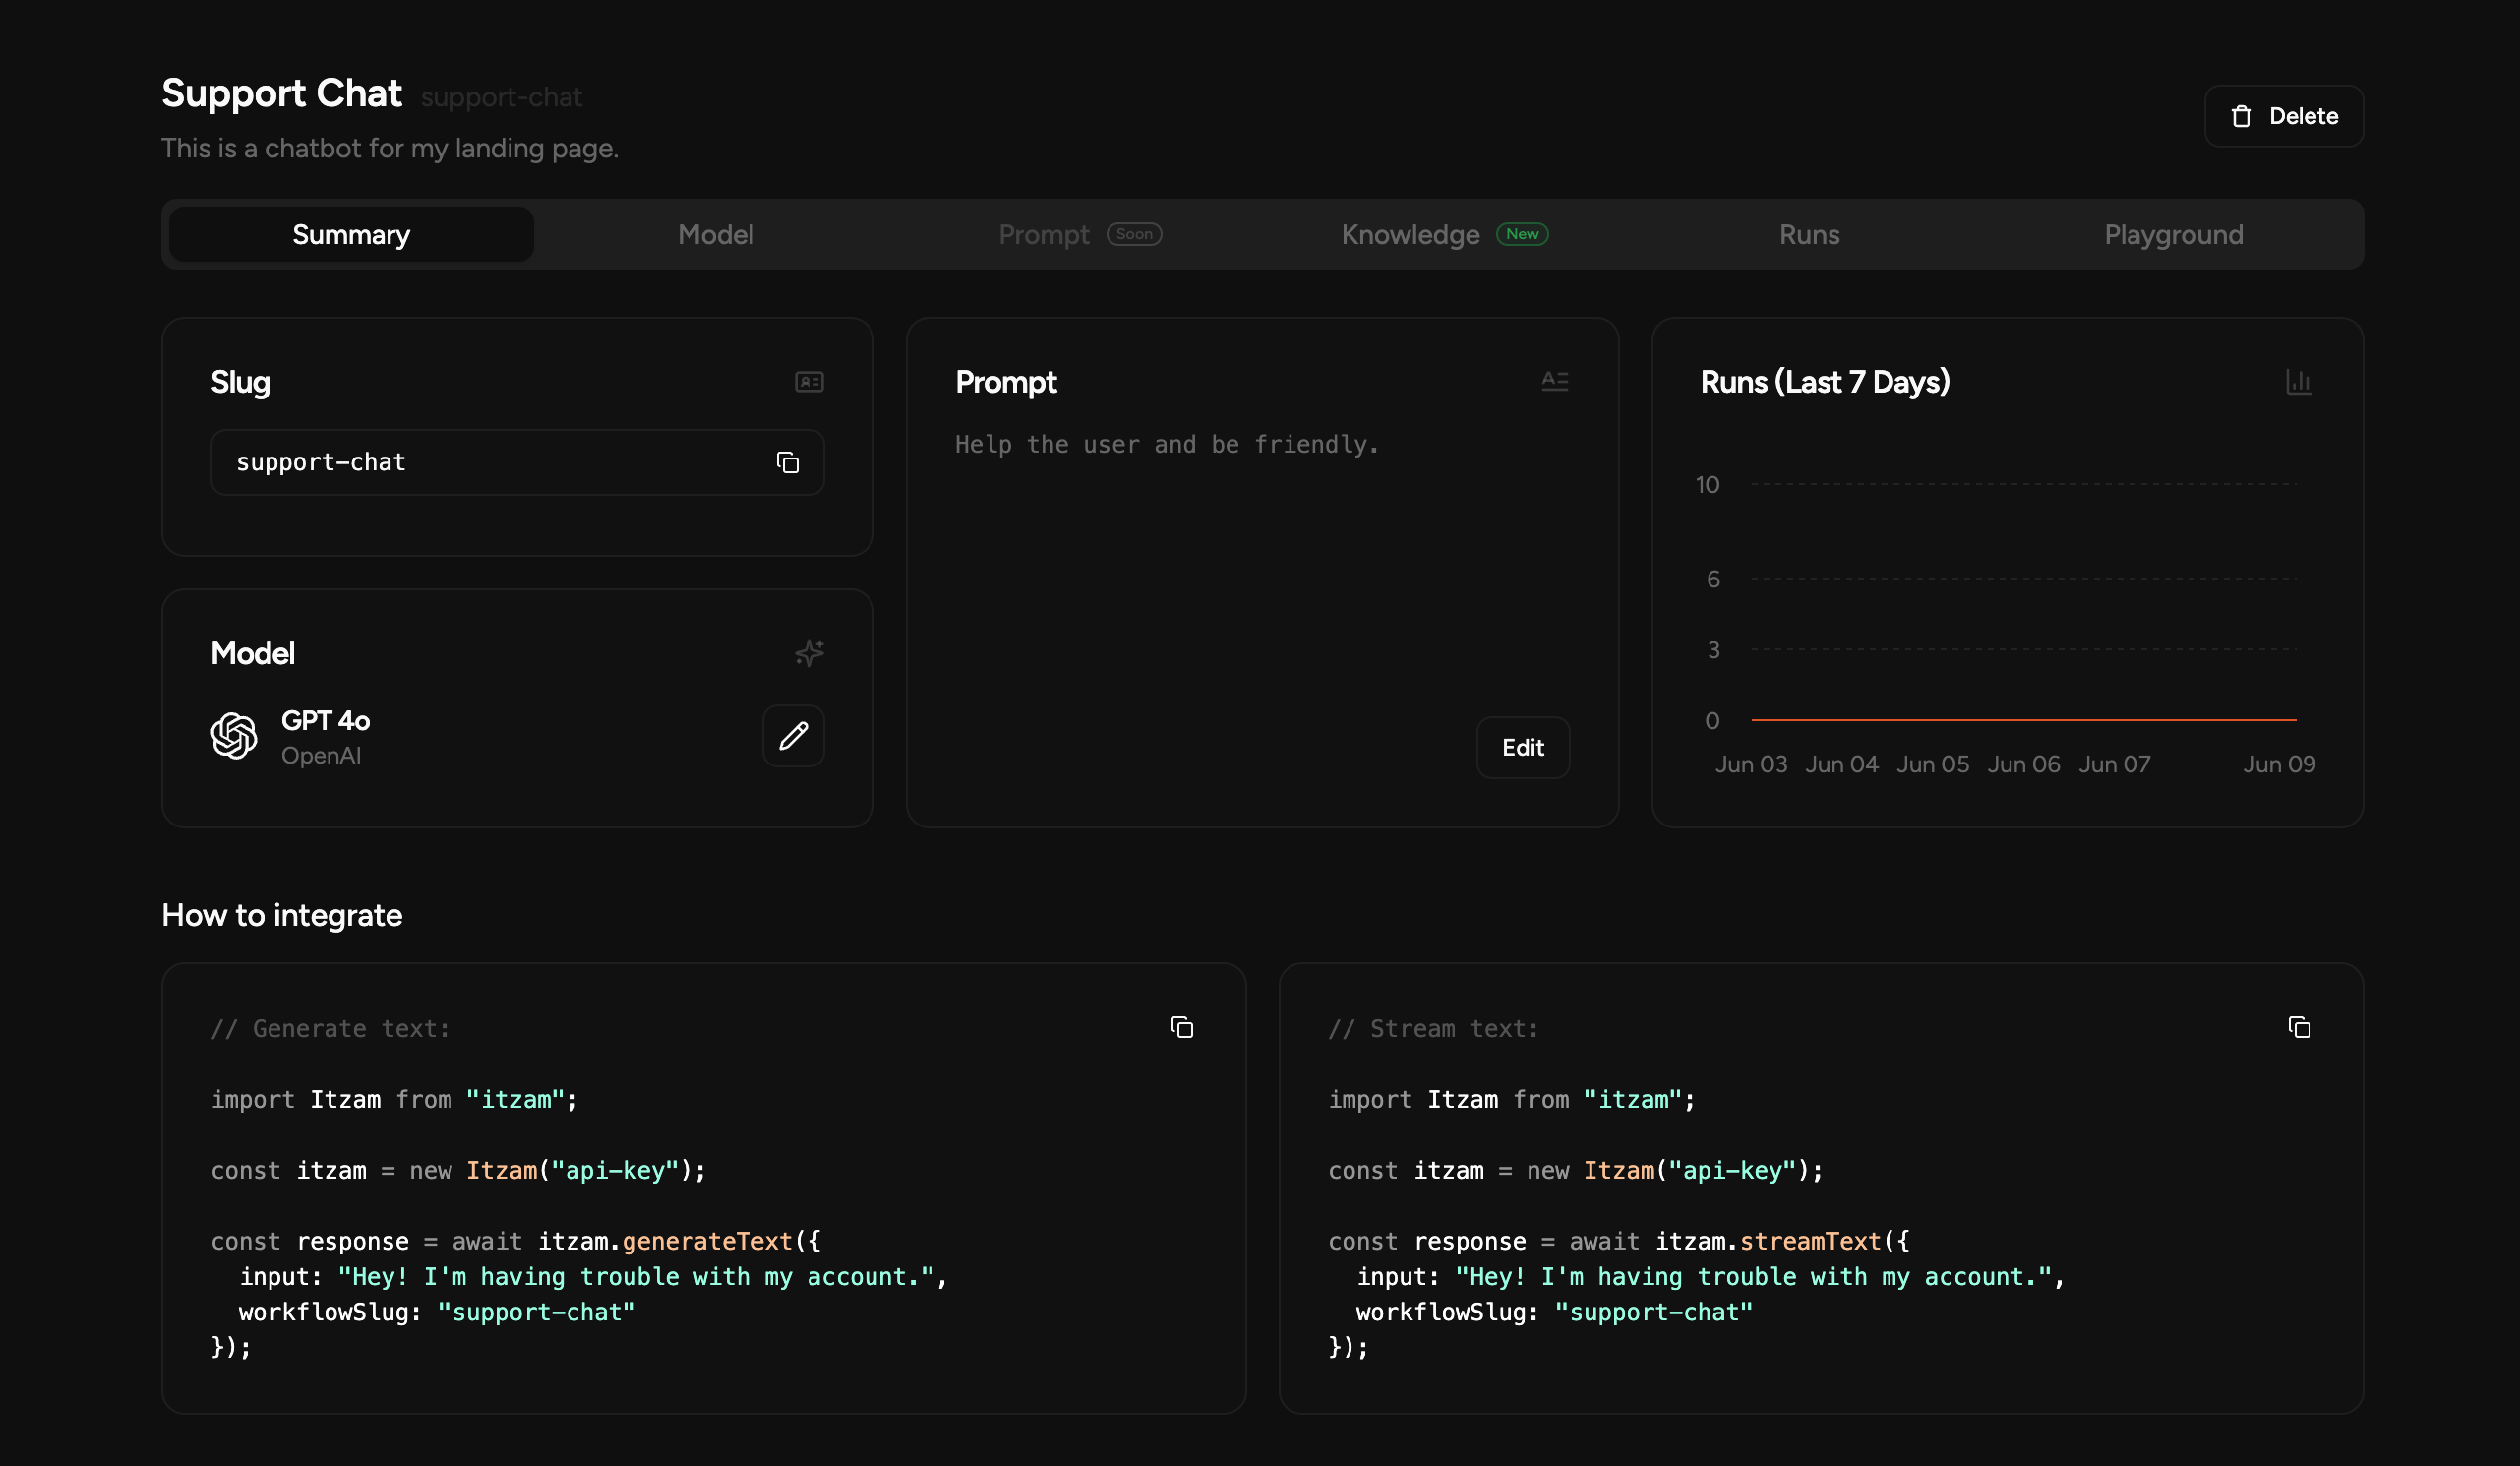 Support Chat support-chat
This is a chatbot for my landing page.
Delete
Summary
Model
Prompt Soon
Knowledge New
Runs
Playground
Slug
support-chat
Model
GPT 4o
OpenAI
Prompt
Help the user and be friendly.
Edit
Runs (Last 7 Days)
10
6
3
0
Jun 03 Jun 04 Jun 05 Jun 06 Jun 07 Jun 09
How to integrate
// Generate text:
import Itzam from "itzam";
const itzam = new Itzam("api-key");
const response = await itzam.generateText({
input: "Hey! I'm having trouble with my account.",
workflowSlug: "support-chat"
});
// Stream text:
import Itzam from "itzam";
const itzam = new Itzam("api-key");
const response = await itzam.streamText({
input: "Hey! I'm having trouble with my account.",
workflowSlug: "support-chat"
});